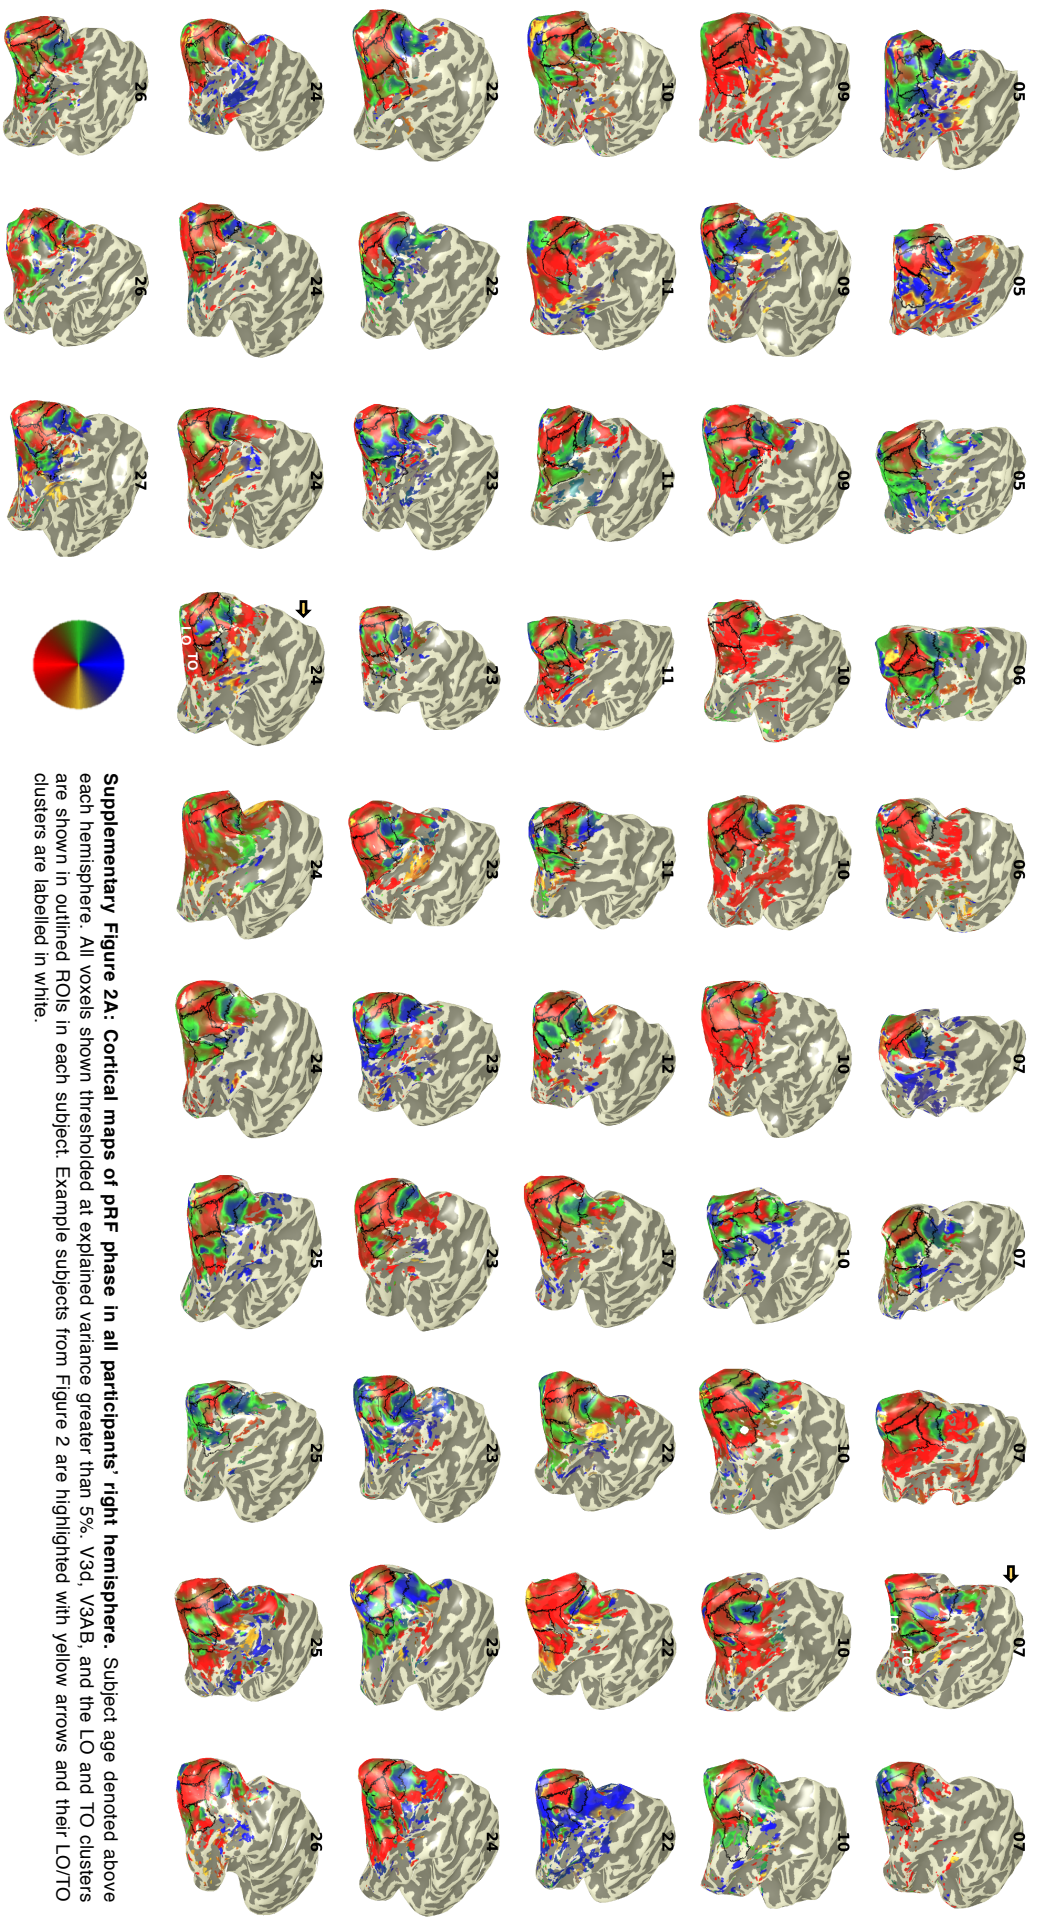 05 05 05 06 06 07 07 07 07 07
LO TO
09 09 09 10 10 10 10 10 10 10
10 11 11 11 11 12 17 22 22 22
22 22 23 23 23 23 23 23 23 24
24 24 24 24 24 24 25 25 25 26
LO TO
26 26 27
Supplementary Figure 2A: Cortical maps of pRF phase in all participants' right hemisphere. Subject age denoted above
each hemisphere. All voxels shown thresholded at explained variance greater than 5%. V3d, V3AB, and the LO and TO clusters
are shown in outlined ROIs in each subject. Example subjects from Figure 2 are highlighted with yellow arrows and their LO/TO
clusters are labelled in white.